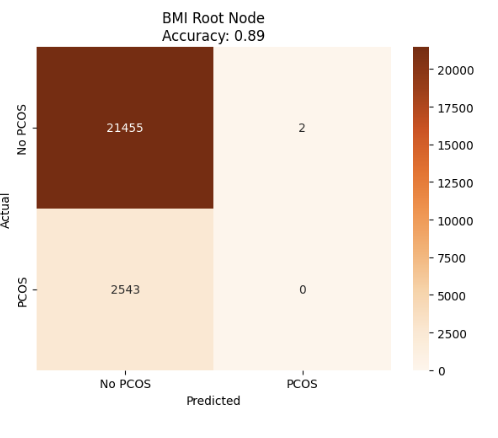 BMI Root Node
Accuracy: 0.89
Actual
No PCOS
21455
2
PCOS
2543
0
No PCOS
PCOS
Predicted
20000
17500
15000
12500
10000
7500
5000
2500
0